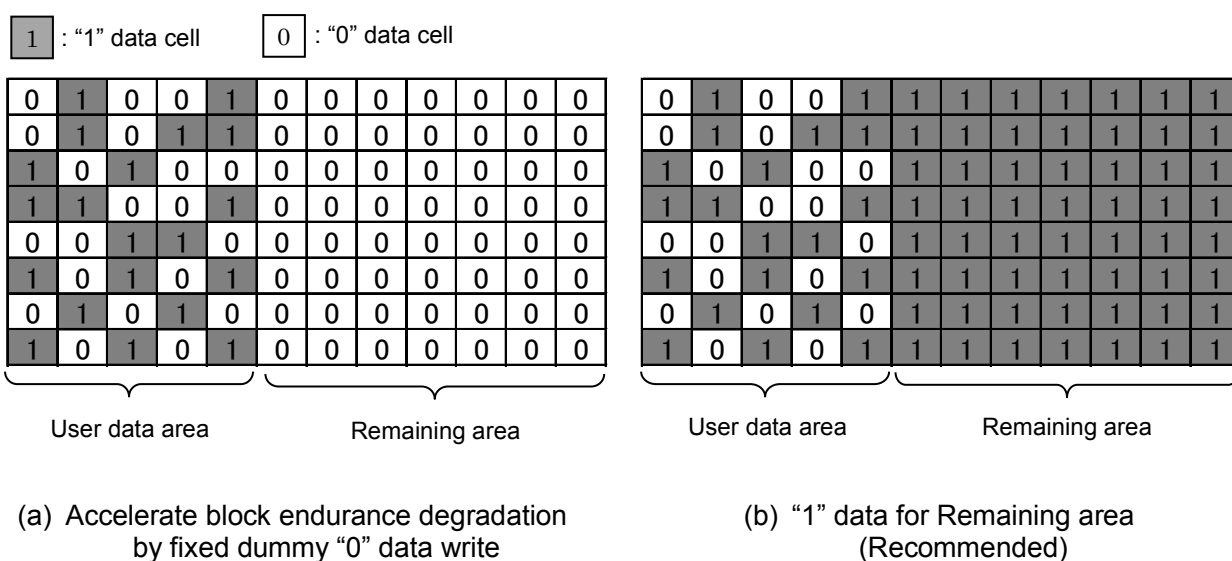 1 : “1” data cell 0 : “0” data cell
0 1 0 0 1 0 0 0 0 0 0 0 0 1 0 0 1 1 1 1 1 1 1 1
0 1 0 1 1 0 0 0 0 0 0 0 0 1 0 1 1 1 1 1 1 1 1 1
1 0 1 0 0 0 0 0 0 0 0 0 1 0 1 0 0 1 1 1 1 1 1 1
1 1 0 0 1 0 0 0 0 0 0 0 1 1 0 0 1 1 1 1 1 1 1 1
0 0 1 1 0 0 0 0 0 0 0 0 0 0 1 1 0 1 1 1 1 1 1 1
1 0 1 0 1 0 0 0 0 0 0 0 1 0 1 0 1 1 1 1 1 1 1 1
0 1 0 1 0 0 0 0 0 0 0 0 0 1 0 1 0 1 1 1 1 1 1 1
1 0 1 0 1 0 0 0 0 0 0 0 1 0 1 0 1 1 1 1 1 1 1 1
User data area Remaining area User data area Remaining area
(a) Accelerate block endurance degradation
by fixed dummy “0” data write
(b) “1” data for Remaining area
(Recommended)